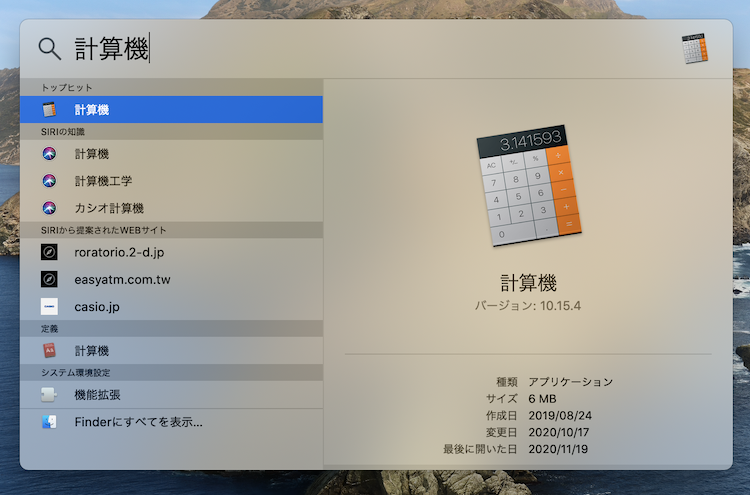 計算機
トップヒット
計算機
SIRIの知識
計算機
計算機工学
カシオ計算機
SIRIから提案されたWEBサイト
roratorio.2-d.jp
easyatm.com.tw
casio.jp
定義
計算機
システム環境設定
機能拡張
Finderにすべてを表示...
3.141593
AC +/- % ÷
7 8 9 ×
4 5 6 −
1 2 3 +
0 . =
計算機
バージョン: 10.15.4
種類 アプリケーション
サイズ 6 MB
作成日 2019/08/24
変更日 2020/10/17
最後に開いた日 2020/11/19